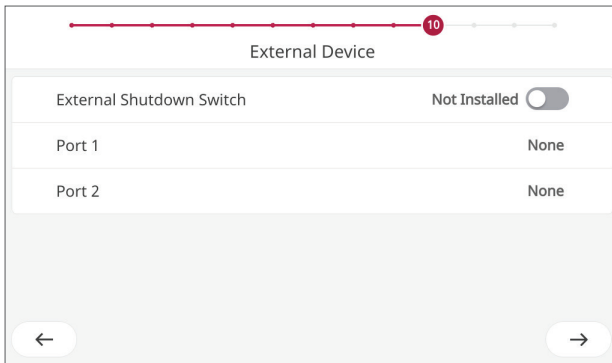 10
External Device
External Shutdown Switch Not Installed
Port 1 None
Port 2 None